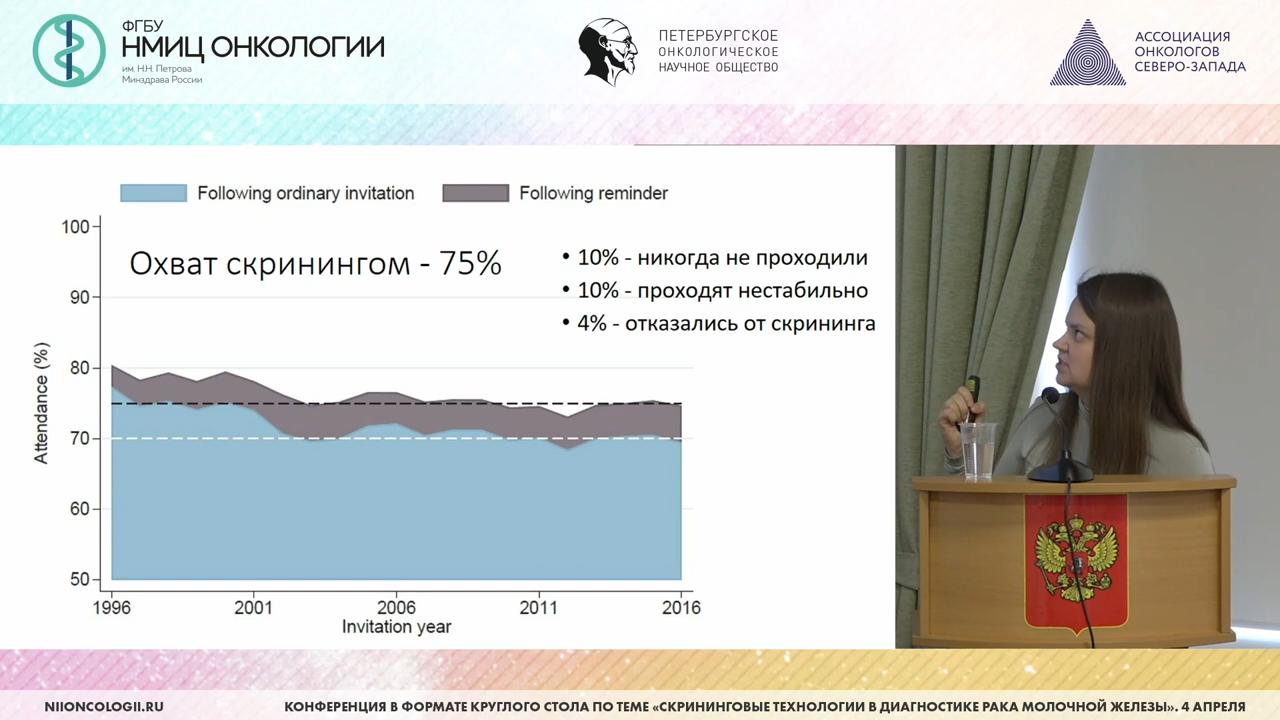 ФГБУ
НМИЦ ОНКОЛОГИИ
им. Н.Н. Петрова
Минздрава России
ПЕТЕРБУРГСКОЕ
ОНКОЛОГИЧЕСКОЕ
НАУЧНОЕ ОБЩЕСТВО
АССОЦИАЦИЯ
ОНКОЛОГОВ
СЕВЕРО-ЗАПАДА
Following ordinary invitation
Following reminder
Охват скринингом - 75%
• 10% - никогда не проходили
• 10% - проходят нестабильно
• 4% - отказались от скрининга
Attendance (%)
100
90
80
70
60
50
1996
2001
2006
2011
2016
Invitation year
NIIONCOLOGII.RU
КОНФЕРЕНЦИЯ В ФОРМАТЕ КРУГЛОГО СТОЛА ПО ТЕМЕ «СКРИНИНГОВЫЕ ТЕХНОЛОГИИ В ДИАГНОСТИКЕ РАКА МОЛОЧНОЙ ЖЕЛЕЗЫ». 4 АПРЕЛЯ